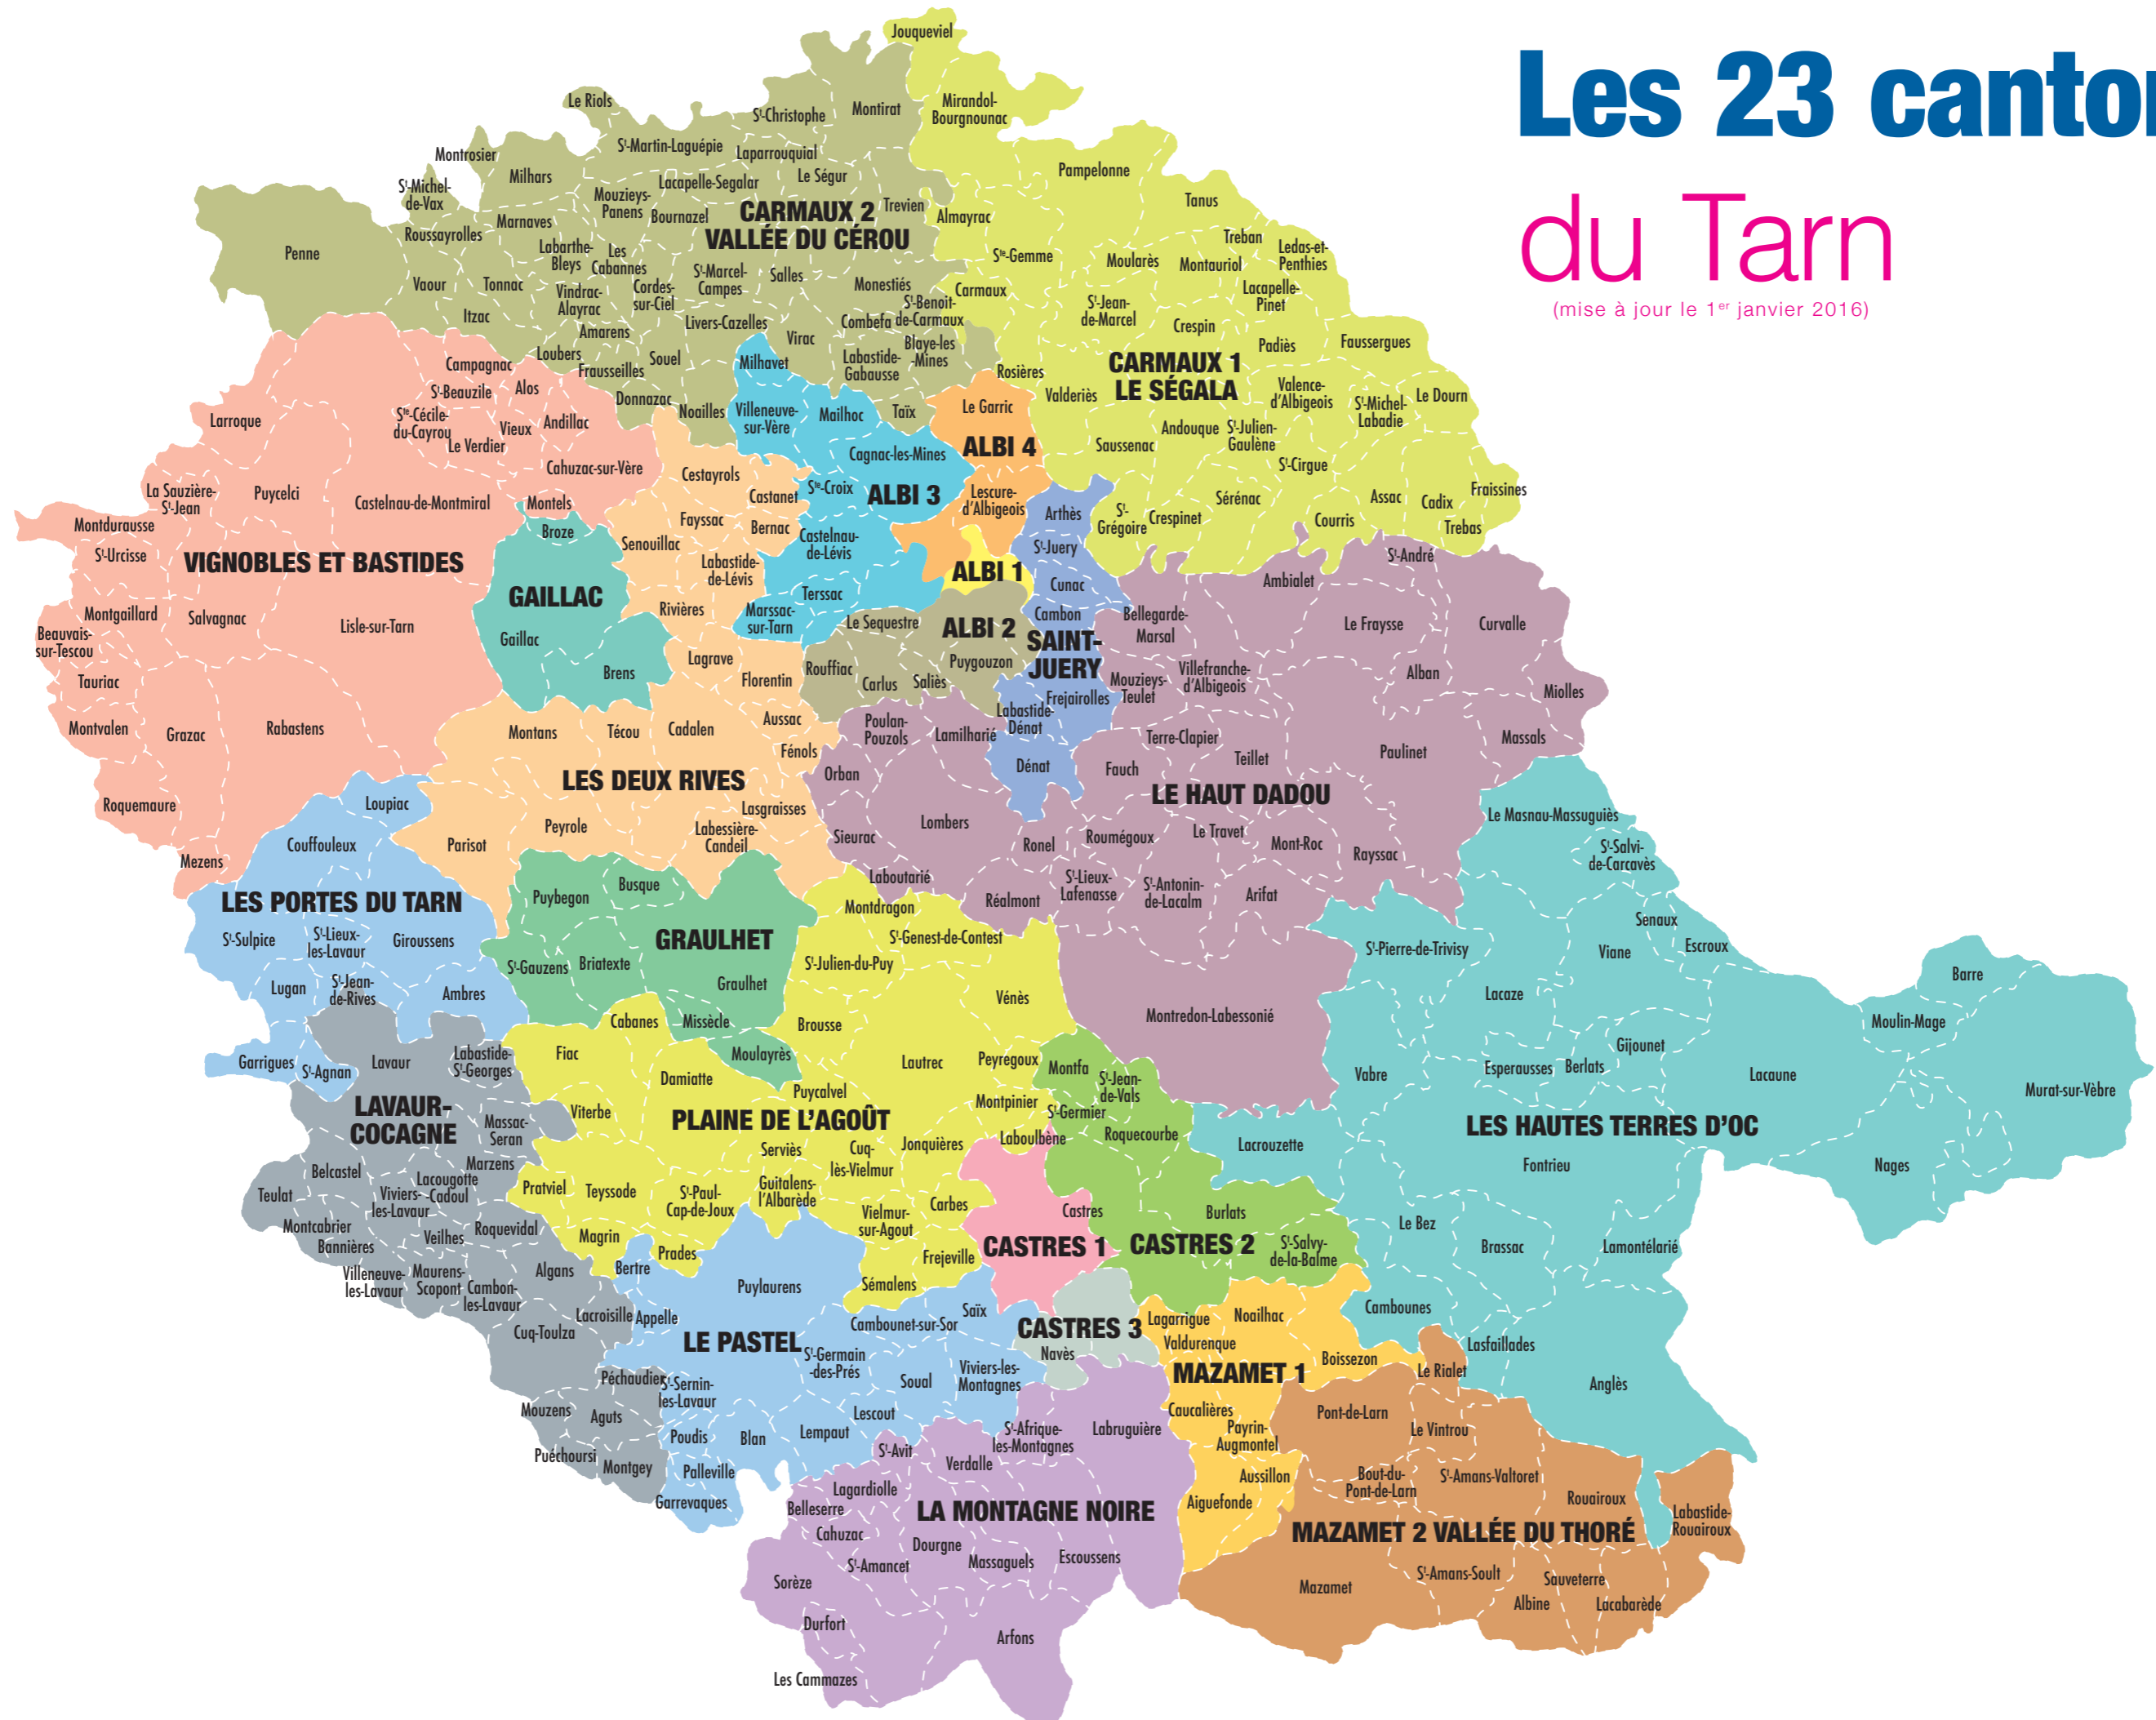 Les 23 canton
du Tarn
(mise à jour le 1er janvier 2016)
Jouqueviel
Mirandol-
Bourgnounac
Le Riols
St-Christophe
Montirat
St-Martin-Laguépie
Laparrouquial
Montrosier
Milhars
Lacapelle-Segalar
Le Ségur
St-Michel-
de-Vax
Mouzieys-
Panens
Bournazel
Trevien
CARMAUX 2
VALLÉE DU CÉROU
Marnaves
Roussayrolles
Penne
Labarthe-
Bleys
Les
Cabannes
St-Marcel-
Campes
Salles
Monestiés
Vaour
Tonnac
Vindrac-
Alayrac
Cordes-
sur-Ciel
St-Benoit-
de-Carmaux
Combefa
Itzac
Amarens
Livers-Cazelles
Virac
Blaye-les
-Mines
Labastide-
Gabausse
Loubers
Frausseilles
Souel
Donnazac
Noailles
Taïx
Pampelonne
Tanus
Almayrac
Ste-Gemme
Treban
Ledas-et-
Penthies
Moularès
Montauriol
Carmaux
St-Jean-
de-Marcel
Lacapelle-
Pinet
Crespin
Padiès
Faussergues
Rosières
CARMAUX 1
LE SÉGALA
Valderiès
Valence-
d'Albigeois
St-Michel-
Labadie
Le Dourn
Andouque
St-Julien-
Gaulène
Saussenac
St-Cirgue
Sérénac
Assac
Cadix
Fraissines
St-
Grégoire
Crespinet
Courris
Trebas
Milhavet
Villeneuve-
sur-Vère
Mailhoc
Cagnac-les-Mines
Ste-Croix
ALBI 3
Castelnau-
de-Lévis
Terssac
Marssac-
sur-Tarn
Le Garric
ALBI 4
Lescure-
d'Albigeois
ALBI 1
ALBI 2
Le Sequestre
Puygouzon
Rouffiac
Carlus
Saliès
Arthès
St-Juery
Cunac
Cambon
SAINT-
JUERY
Frejairolles
Labastide-
Dénat
Dénat
Campagnac
St-Beauzile
Alos
Larroque
Ste-Cécile-
du-Cayrou
Vieux
Andillac
Le Verdier
Cahuzac-sur-Vère
La Sauzière-
St-Jean
Puycelci
Castelnau-de-Montmiral
Montels
Montdurausse
St-Urcisse
VIGNOBLES ET BASTIDES
Montgaillard
Salvagnac
Lisle-sur-Tarn
Beauvais-
sur-Tescou
Tauriac
Montvalen
Grazac
Rabastens
Roquemaure
Mezens
Broze
GAILLAC
Gaillac
Brens
Cestayrols
Castanet
Fayssac
Bernac
Senouillac
Labastide-
de-Lévis
Rivières
Lagrave
Florentin
Aussac
Montans
Técou
Cadalen
Fénols
LES DEUX RIVES
Lasgraisses
Peyrole
Labessière-
Candeil
Parisot
St-André
Ambialet
Bellegarde-
Marsal
Le Fraysse
Curvalle
Villefranche-
d'Albigeois
Mouzieys-
Teulet
Alban
Miolles
Poulan-
Pouzols
Lamilharié
Terre-Clapier
Teillet
Paulinet
Massals
Orban
Fauch
LE HAUT DADOU
Lombers
Sieurac
Ronel
Roumégoux
Le Travet
Mont-Roc
Rayssac
Laboutarié
Réalmont
St-Lieux-
Lafenasse
St-Antonin-
de-Lacalm
Arifat
Montredon-Labessonié
Loupiac
Couffouleux
LES PORTES DU TARN
St-Sulpice
St-Lieux-
les-Lavaur
Giroussens
Lugan
St-Jean-
de-Rives
Ambres
Garrigues
St-Agnan
Puybegon
Busque
GRAULHET
St-Gauzens
Briatexte
Graulhet
Missècle
Moulayrès
Montdragon
St-Genest-de-Contest
St-Julien-du-Puy
Vénès
Cabanes
Brousse
Fiac
Damiatte
Lautrec
Peyregoux
Puycalvel
Montpinier
Viterbe
PLAINE DE L'AGOÛT
Laboulbène
Jonquières
Serviès
Cuq-
lès-Vielmur
Pratviel
Teyssode
St-Paul-
Cap-de-Joux
Guitalens-
l'Albarède
Carbes
Vielmur-
sur-Agout
Magrin
Prades
Frejeville
Sémalens
Lavaur
Labastide-
St-Georges
LAVAUR-
COCAGNE
Massac-
Seran
Marzens
Belcastel
Lacougotte
-Cadoul
Viviers-
les-Lavaur
Teulat
Montcabrier
Bannières
Veilhes
Roquevidal
Villeneuve-
les-Lavaur
Maurens-
Scopont
Cambon-
les-Lavaur
Algans
Lacroisille
Cuq-Toulza
Péchaudier
Mouzens
Aguts
Puéchoursi
Montgey
Bertre
Puylaurens
Appelle
LE PASTEL
Cambounet-sur-Sor
Saïx
St-Germain
-des-Prés
Soual
Viviers-les-
Montagnes
St-Sernin-
les-Lavaur
Lescout
Lempaut
Poudis
Blan
Palleville
Garrevaques
Montfa
St-Jean-
de-Vals
St-Germier
Roquecourbe
Burlats
CASTRES 2
St-Salvy-
de-la-Balme
Castres
CASTRES 1
CASTRES 3
Navès
Le Masnau-Massuguiès
St-Salvi-
de-Carcavès
Senaux
Escroux
Viane
St-Pierre-de-Trivisy
Lacaze
Barre
Moulin-Mage
Gijounet
Berlats
Esperausses
Vabre
Lacaune
Murat-sur-Vèbre
LES HAUTES TERRES D'OC
Lacrouzette
Fontrieu
Nages
Le Bez
Brassac
Lamontélarié
Cambounes
Lasfaillades
Anglès
Lagarrigue
Noailhac
Valdurenque
MAZAMET 1
Boissezon
Caucalières
Payrin-
Augmontel
Aussillon
Aiguefonde
Le Rialet
Pont-de-Larn
Le Vintrou
Bout-du-
Pont-de-Larn
St-Amans-Valtoret
Rouairoux
Labastide-
Rouairoux
MAZAMET 2 VALLÉE DU THORÉ
Mazamet
St-Amans-Soult
Sauveterre
Albine
Lacabarède
St-Afrique-
les-Montagnes
Labruguière
St-Avit
Verdalle
Lagardiolle
LA MONTAGNE NOIRE
Belleserre
Cahuzac
Dourgne
Massaguels
Escoussens
St-Amancet
Sorèze
Durfort
Arfons
Les Cammazes